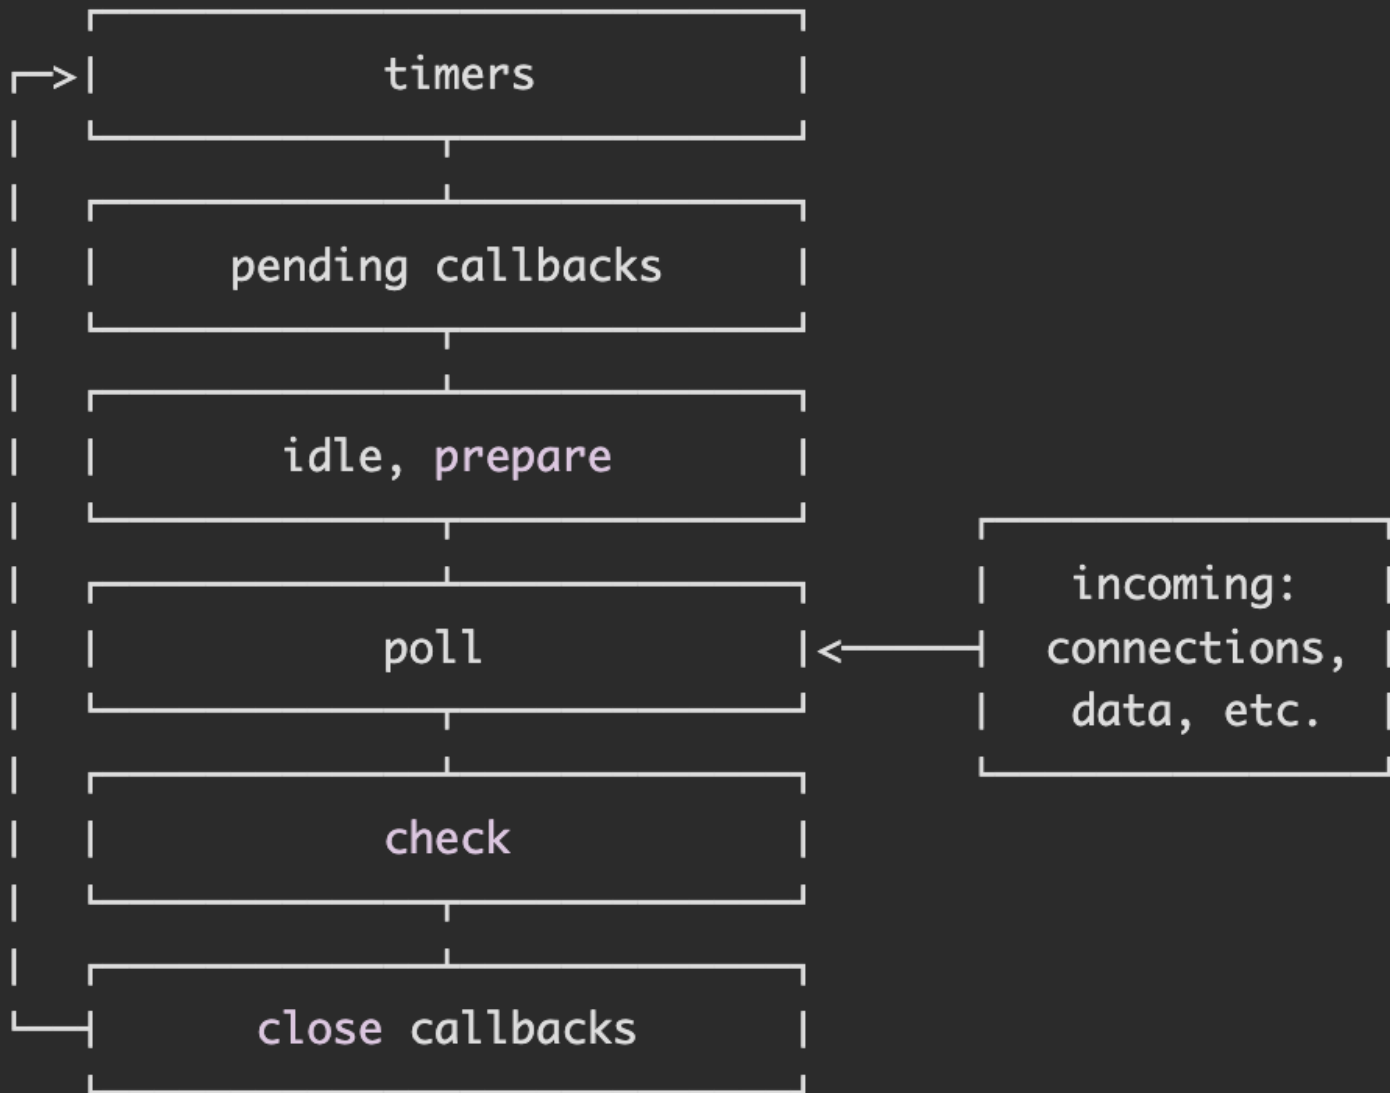 timers
pending callbacks
idle, prepare
poll
incoming:
connections,
data, etc.
check
close callbacks